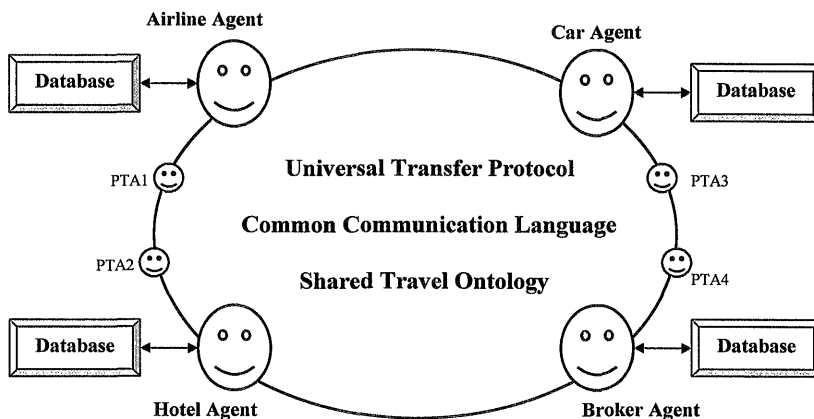 Airline Agent
Car Agent
Database
Database
Universal Transfer Protocol
PTA1
PTA3
Common Communication Language
PTA2
PTA4
Shared Travel Ontology
Database
Database
Hotel Agent
Broker Agent